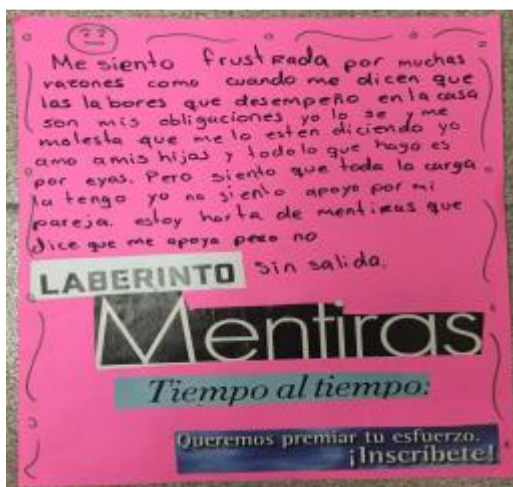 Me siento frustrada por muchas
razones como cuando me dicen que
las labores que desempeño en la casa
son mis obligaciones yo lo se y me
molesta que me lo esten diciendo yo
amo a mis hijas y todo lo que hago es
por eyas. Pero siento que toda la carga
la tengo yo no siento apoyo por mi
pareja. estoy harta de mentiras que
dice que me apoya pero no
LABERINTO sin salida.
Mentiras
Tiempo al tiempo:
Queremos premiar tu esfuerzo.
¡Inscríbete!